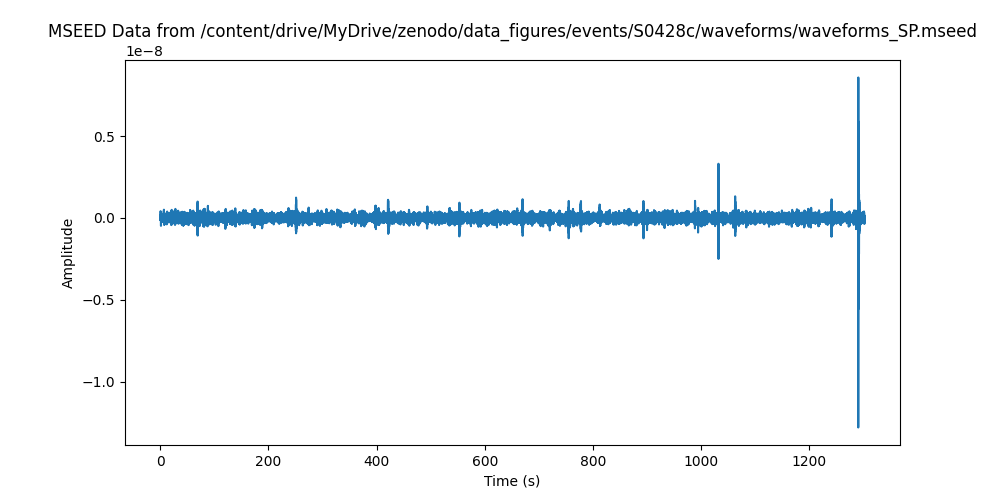 MSEED Data from /content/drive/MyDrive/zenodo/data_figures/events/S0428c/waveforms/waveforms_SP.mseed
1e−8
0.5
0.0
−0.5
−1.0
Amplitude
0 200 400 600 800 1000 1200
Time (s)